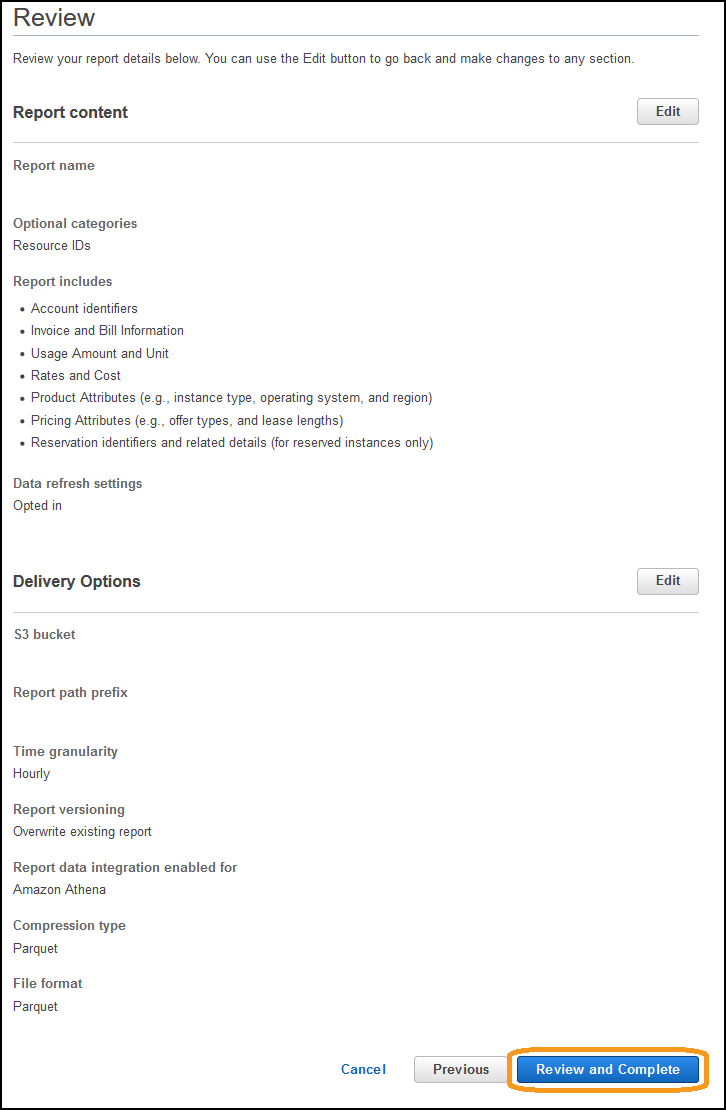 Review
Review your report details below. You can use the Edit button to go back and make changes to any section.
Report content
Edit
Report name
Optional categories
Resource IDs
Report includes
• Account identifiers
• Invoice and Bill Information
• Usage Amount and Unit
• Rates and Cost
• Product Attributes (e.g., instance type, operating system, and region)
• Pricing Attributes (e.g., offer types, and lease lengths)
• Reservation identifiers and related details (for reserved instances only)
Data refresh settings
Opted in
Delivery Options
Edit
S3 bucket
Report path prefix
Time granularity
Hourly
Report versioning
Overwrite existing report
Report data integration enabled for
Amazon Athena
Compression type
Parquet
File format
Parquet
Cancel
Previous
Review and Complete